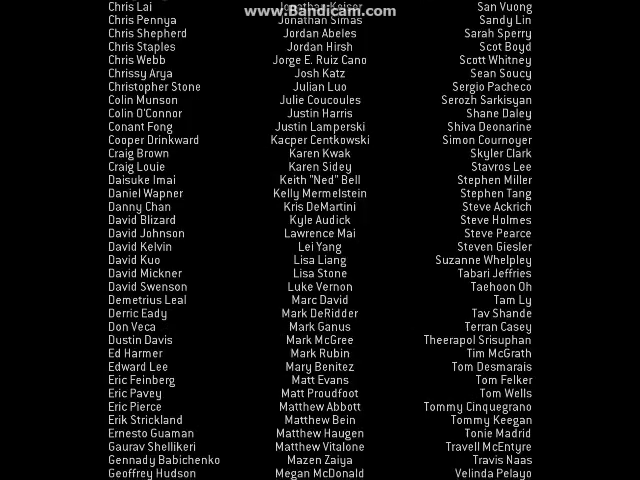 www.Bandicam.com
Chris Lai Jonathan Keiser San Vuong
Chris Pennya Jonathan Simas Sandy Lin
Chris Shepherd Jordan Abeles Sarah Sperry
Chris Staples Jordan Hirsh Scot Boyd
Chris Webb Jorge E. Ruiz Cano Scott Whitney
Chrissy Arya Josh Katz Sean Soucy
Christopher Stone Julian Luo Sergio Pacheco
Colin Munson Julie Coucoules Serozh Sarkisyan
Colin O'Connor Justin Harris Shane Daley
Conant Fong Justin Lamperski Shiva Deonarine
Cooper Drinkward Kacper Centkowski Simon Cournoyer
Craig Brown Karen Kwak Skyler Clark
Craig Louie Karen Sidey Stavros Lee
Daisuke Imai Keith "Ned" Bell Stephen Miller
Daniel Wapner Kelly Mermelstein Stephen Tang
Danny Chan Kris DeMartini Steve Ackrich
David Blizard Kyle Audick Steve Holmes
David Johnson Lawrence Mai Steve Pearce
David Kelvin Lei Yang Steven Giesler
David Kuo Lisa Liang Suzanne Whelpley
David Mickner Lisa Stone Tabari Jeffries
David Swenson Luke Vernon Taehoon Oh
Demetrius Leal Marc David Tam Ly
Derric Eady Mark DeRidder Tav Shande
Don Veca Mark Ganus Terran Casey
Dustin Davis Mark McGree Theerapol Srisuphan
Ed Harmer Mark Rubin Tim McGrath
Edward Lee Mary Benitez Tom Desmarais
Eric Feinberg Matt Evans Tom Felker
Eric Pavey Matt Proudfoot Tom Wells
Eric Pierce Matthew Abbott Tommy Cinquegrano
Erik Strickland Matthew Bein Tommy Keegan
Ernesto Guaman Matthew Haugen Tonie Madrid
Gaurav Shellikeri Matthew Vitalone Travell McEntyre
Gennady Babichenko Mazen Zaiya Travis Naas
Geoffrey Hudson Megan McDonald Velinda Pelayo